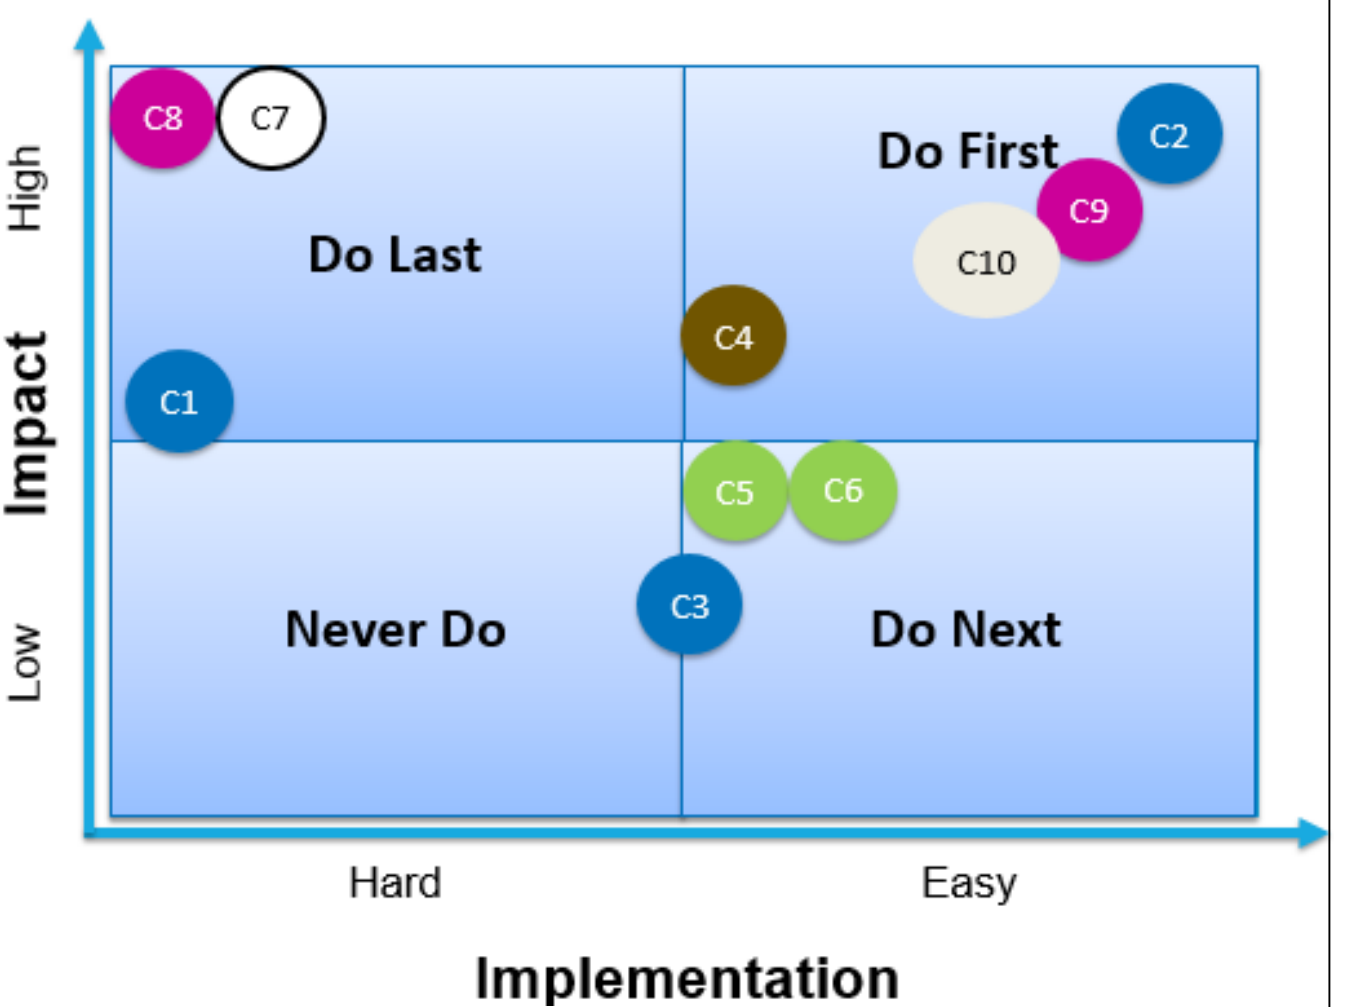 High
Impact
Low
C8
C7
Do Last
C1
Do First
C2
C9
C10
C4
Never Do
C5
C6
C3
Do Next
Hard
Easy
Implementation